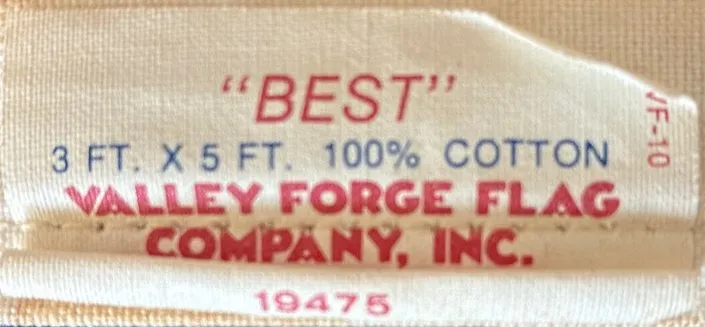 "BEST"
3 FT. X 5 FT. 100% COTTON
VALLEY FORGE FLAG
COMPANY, INC.
19475
VF-10